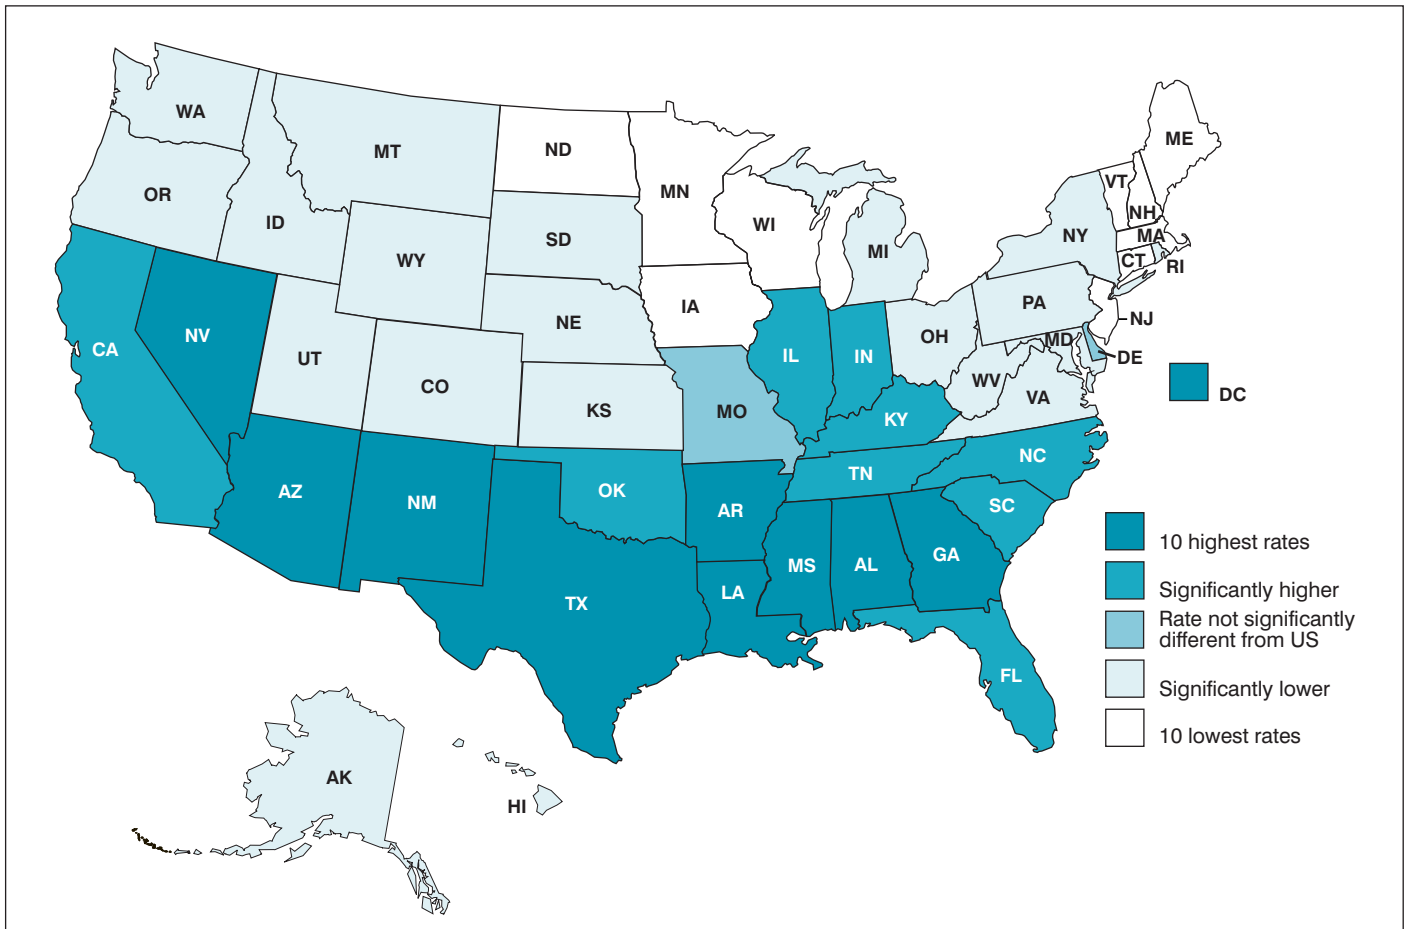 WA
MT
ND
MN
ME
VT
NH
MA
CT
RI
OR
ID
WY
SD
WI
MI
NY
NV
CA
UT
CO
NE
IA
IL
IN
OH
PA
NJ
MD
DE
DC
WV
VA
KS
MO
KY
AZ
NM
OK
AR
TN
NC
SC
TX
LA
MS
AL
GA
FL
AK
HI
10 highest rates
Significantly higher
Rate not significantly
different from US
Significantly lower
10 lowest rates